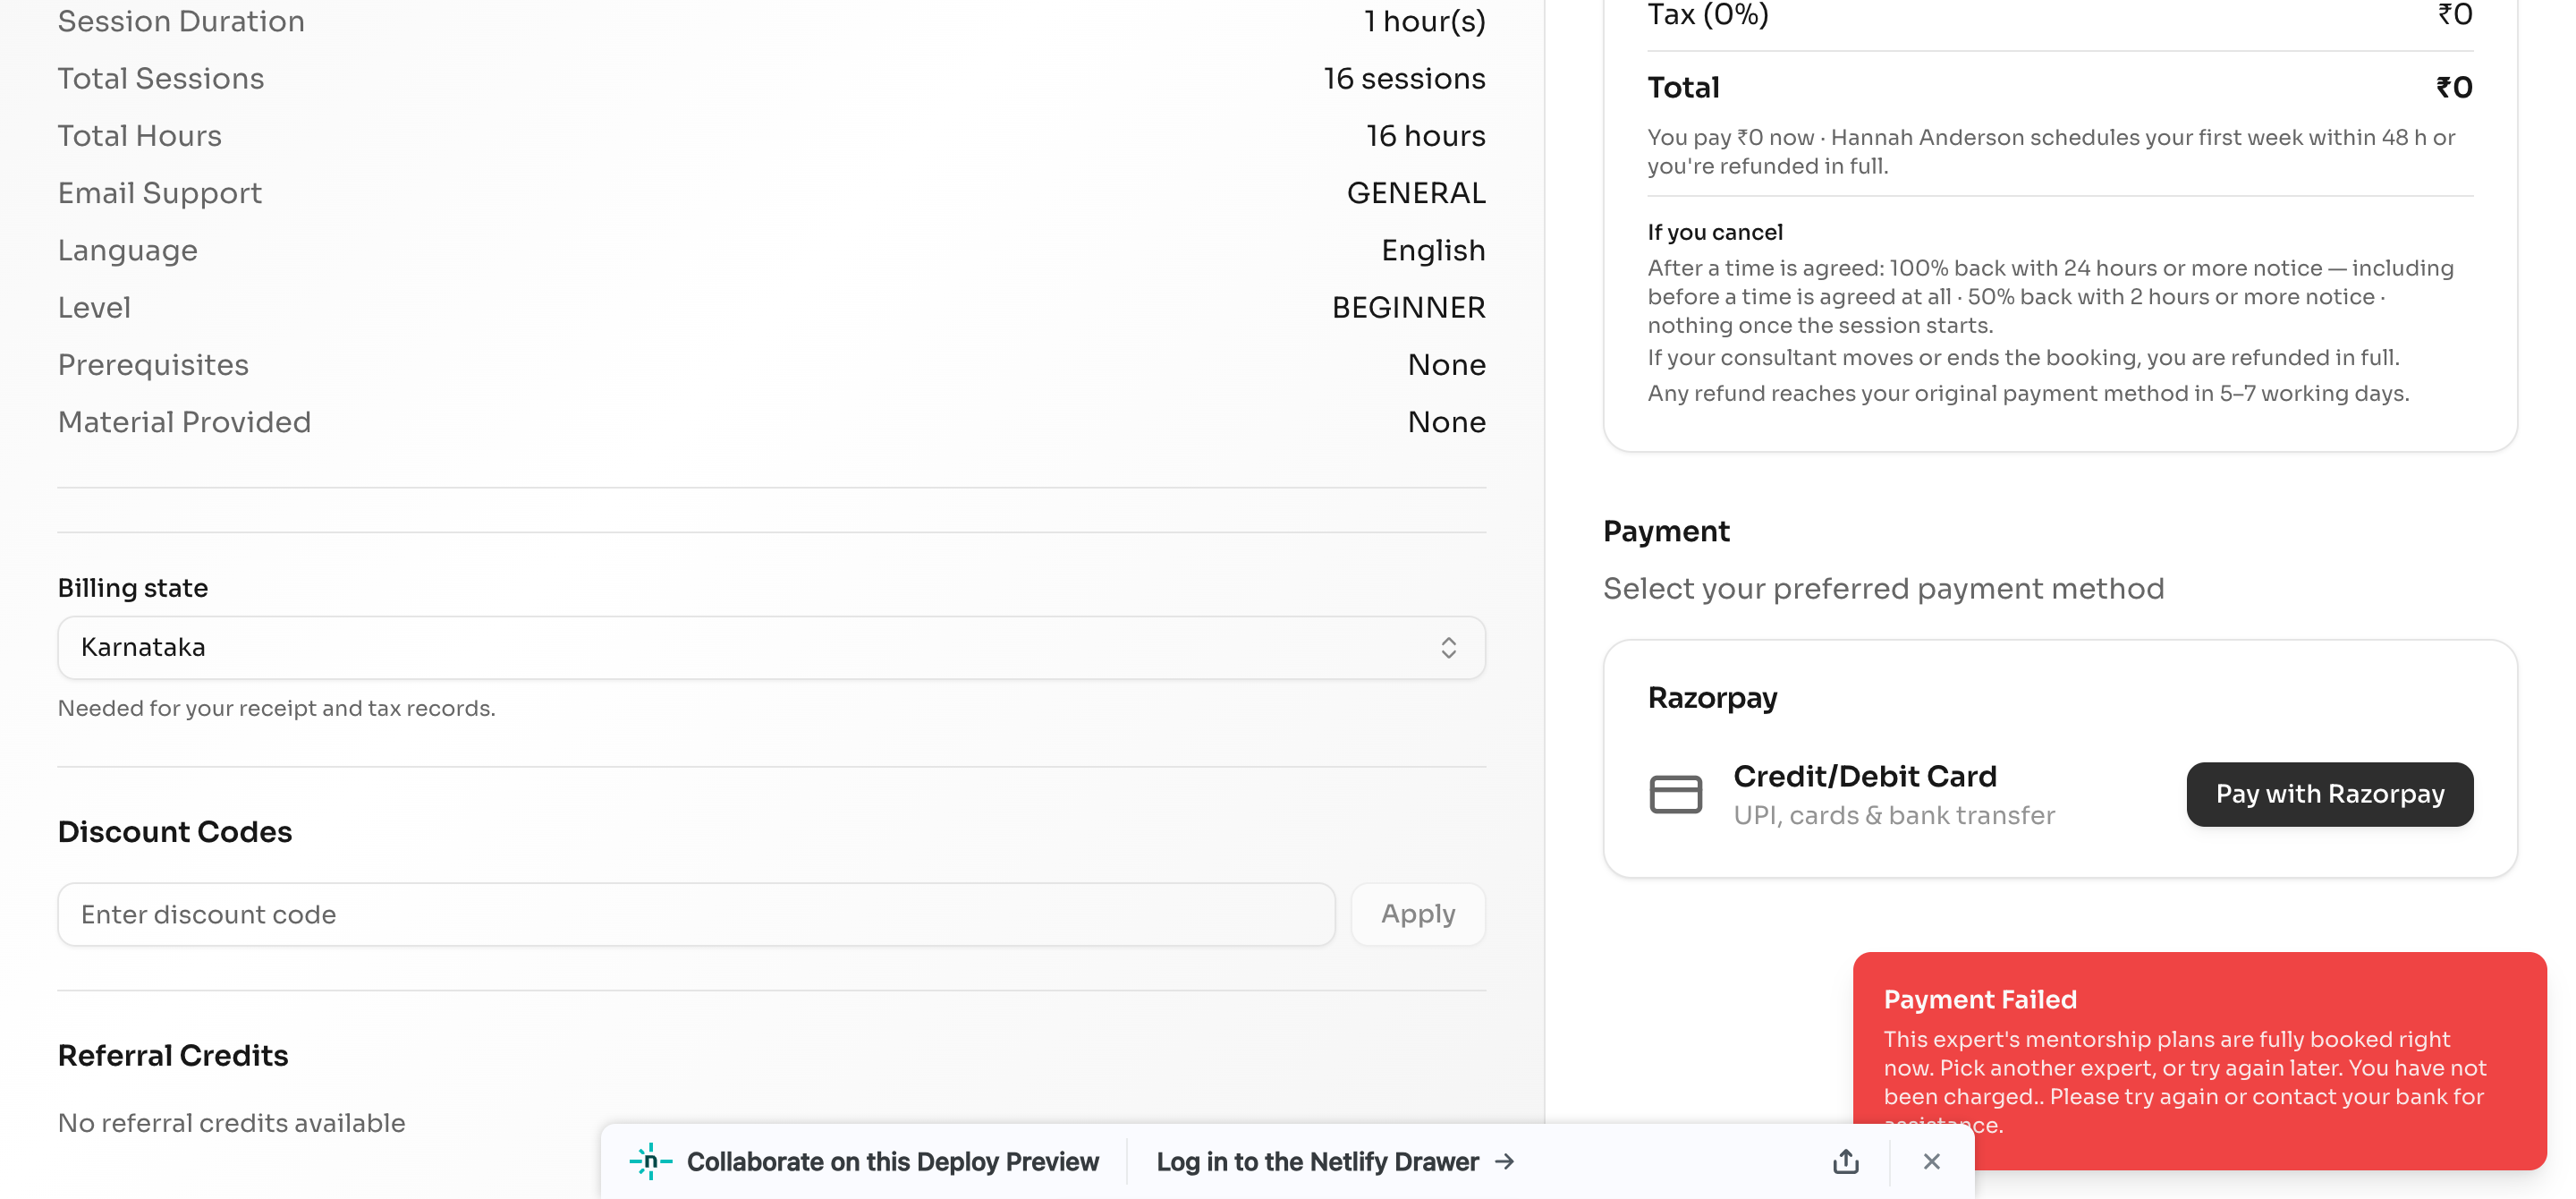 Session Duration 1 hour(s)
Total Sessions 16 sessions
Total Hours 16 hours
Email Support GENERAL
Language English
Level BEGINNER
Prerequisites None
Material Provided None
Billing state
Karnataka
Needed for your receipt and tax records.
Discount Codes
Enter discount code Apply
Referral Credits
No referral credits available
Tax (0%) ₹0
Total ₹0
You pay ₹0 now · Hannah Anderson schedules your first week within 48 h or
you're refunded in full.
If you cancel
After a time is agreed: 100% back with 24 hours or more notice — including
before a time is agreed at all · 50% back with 2 hours or more notice ·
nothing once the session starts.
If your consultant moves or ends the booking, you are refunded in full.
Any refund reaches your original payment method in 5–7 working days.
Payment
Select your preferred payment method
Razorpay
Credit/Debit Card
UPI, cards & bank transfer
Pay with Razorpay
Payment Failed
This expert's mentorship plans are fully booked right
now. Pick another expert, or try again later. You have not
been charged.. Please try again or contact your bank for
assistance.
Collaborate on this Deploy Preview Log in to the Netlify Drawer →